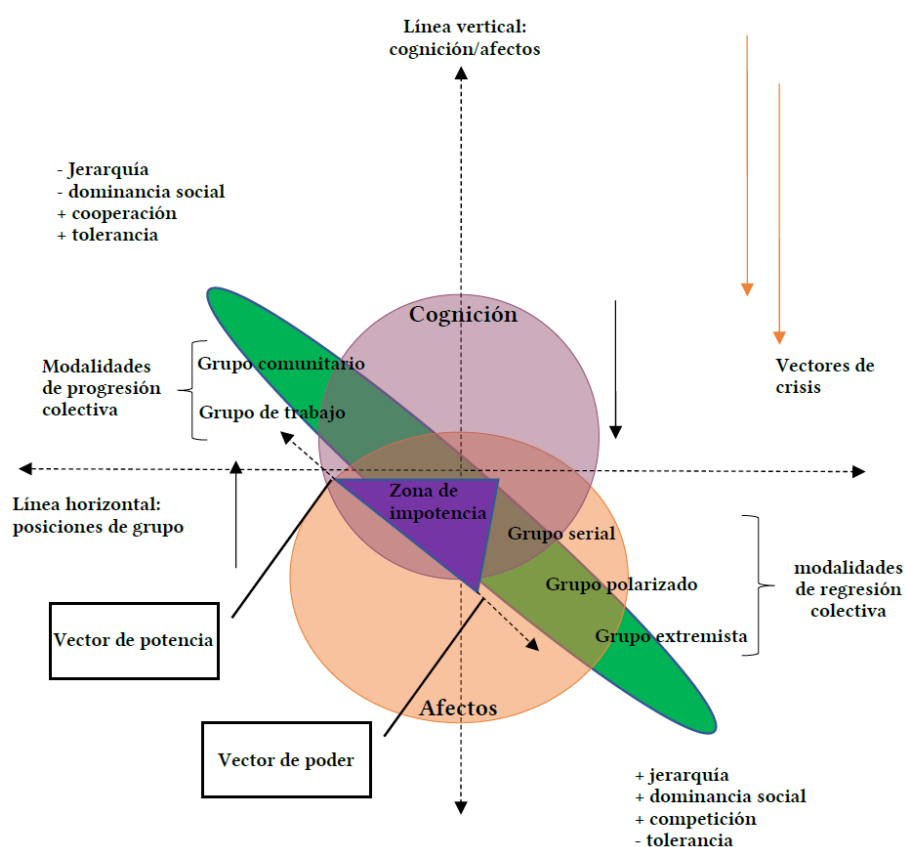 Línea vertical:
cognición/afectos
- Jerarquía
- dominancia social
+ cooperación
+ tolerancia
Cognición
Modalidades
de progresión
colectiva
Grupo comunitario
Grupo de trabajo
Vectores de
crisis
Línea horizontal:
posiciones de grupo
Zona de
impotencia
Grupo serial
Grupo polarizado
Grupo extremista
modalidades
de regresión
colectiva
Vector de potencia
Afectos
Vector de poder
+ jerarquía
+ dominancia social
+ competición
- tolerancia